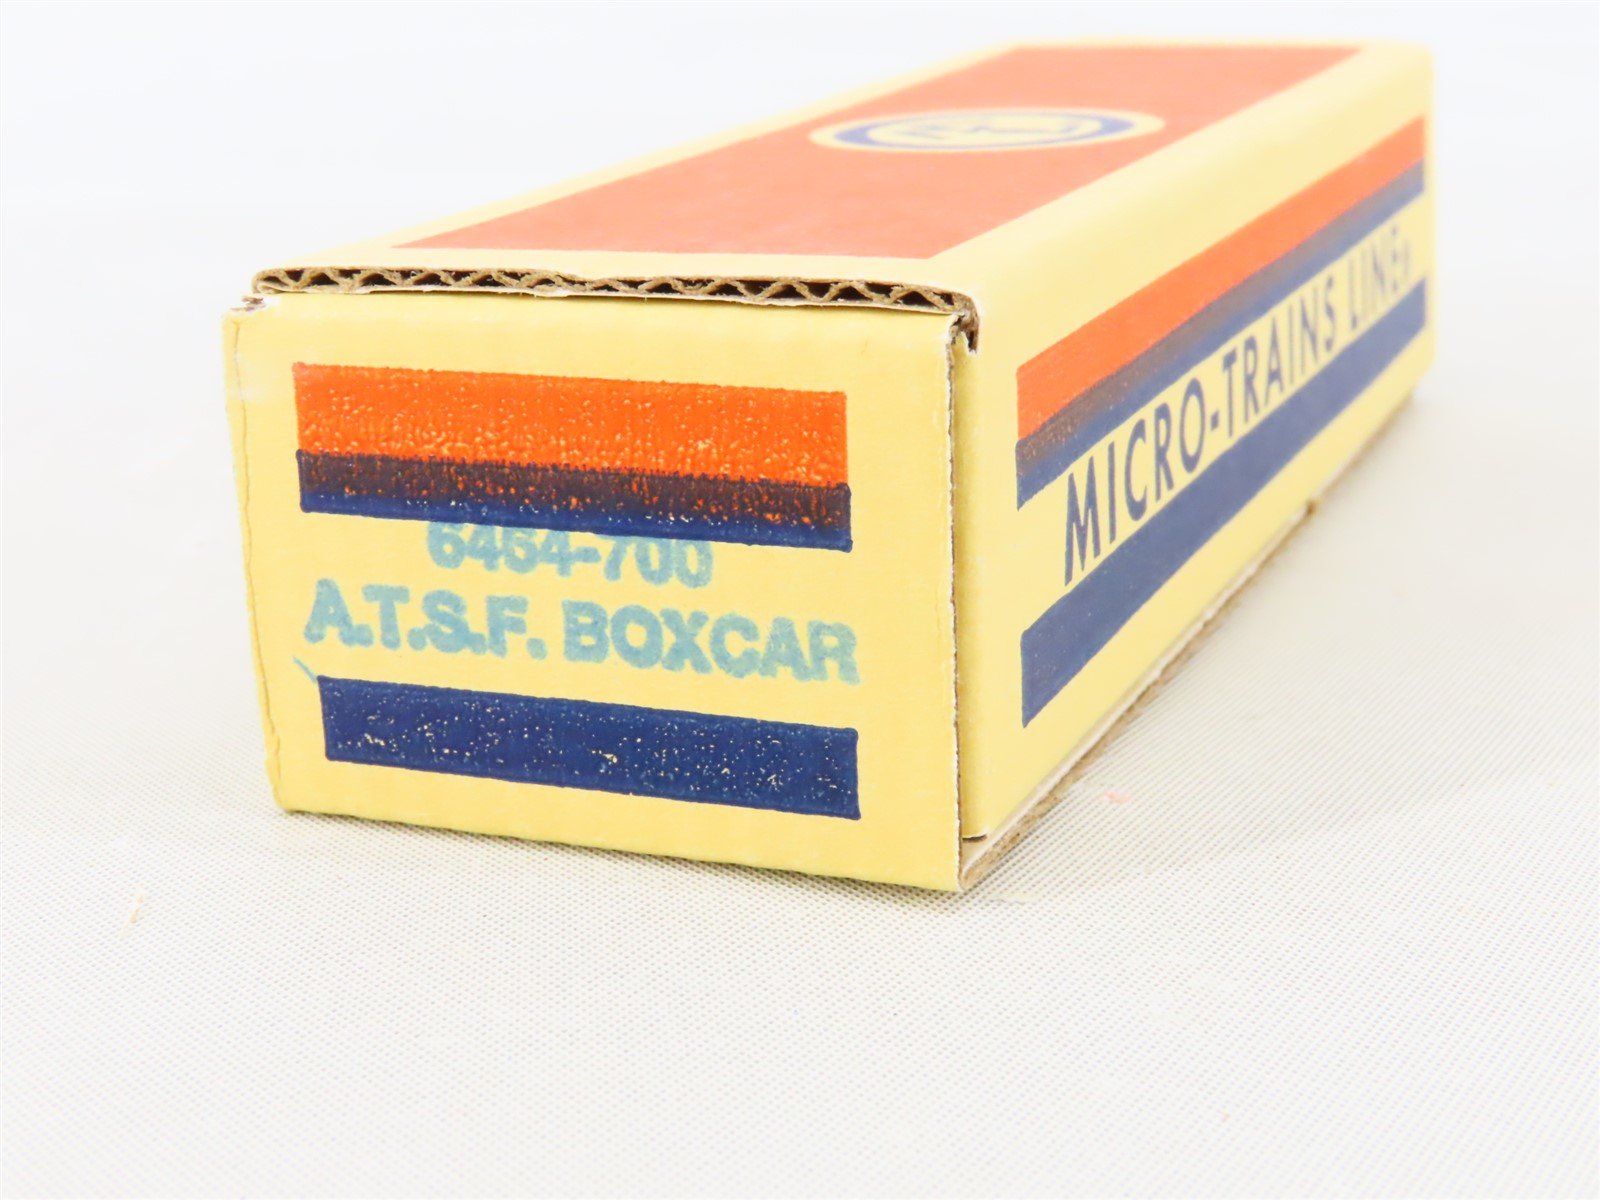 6464-700
A.T.S.F. BOXCAR
MICRO-TRAINS LINE®